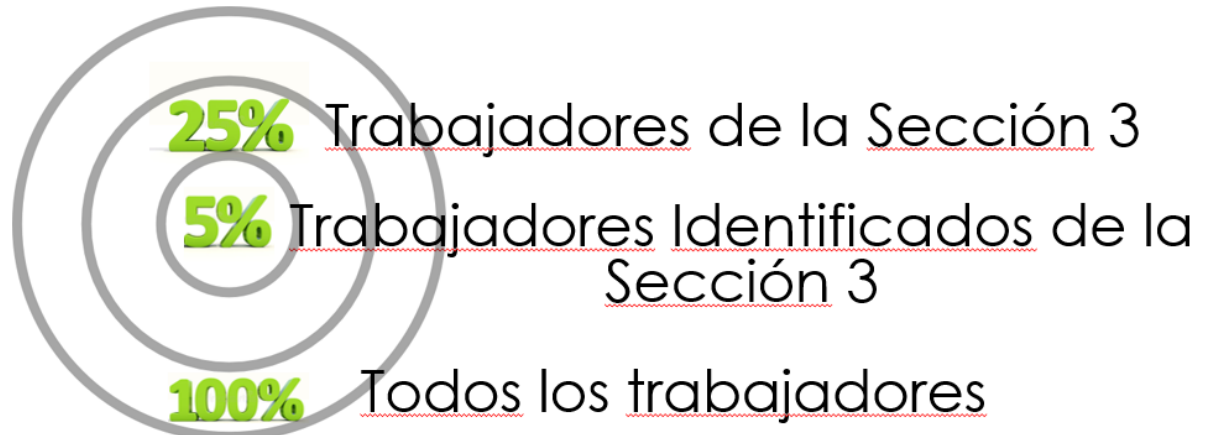 25% Trabajadores de la Sección 3
5% Trabajadores Identificados de la
Sección 3
100% Todos los trabajadores